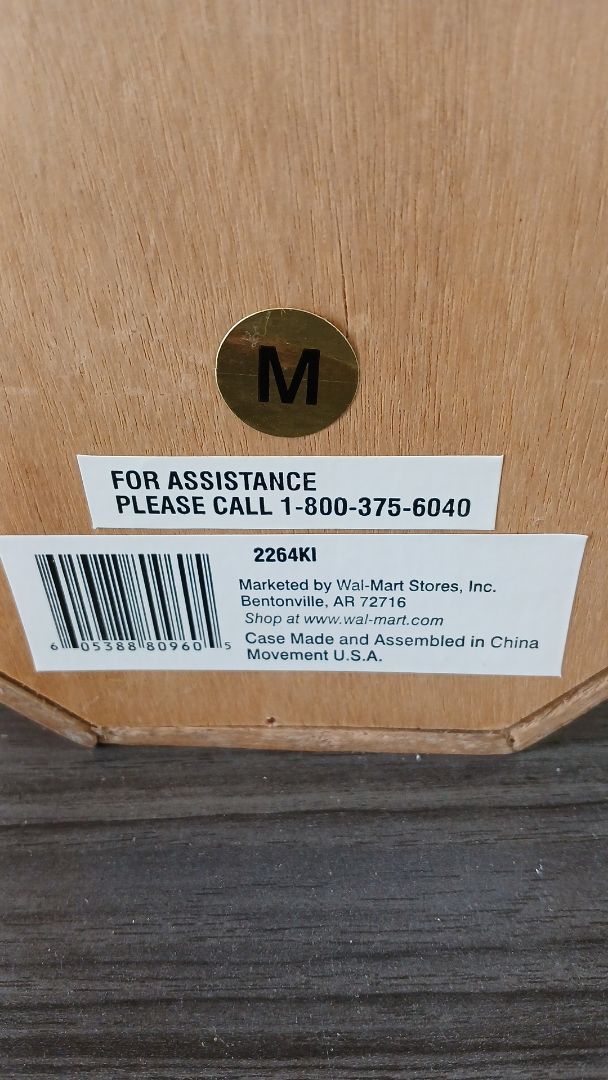 M
FOR ASSISTANCE
PLEASE CALL 1-800-375-6040
2264KI
Marketed by Wal-Mart Stores, Inc.
Bentonville, AR 72716
Shop at www.wal-mart.com
Case Made and Assembled in China
Movement U.S.A.
6 05388 80960 5